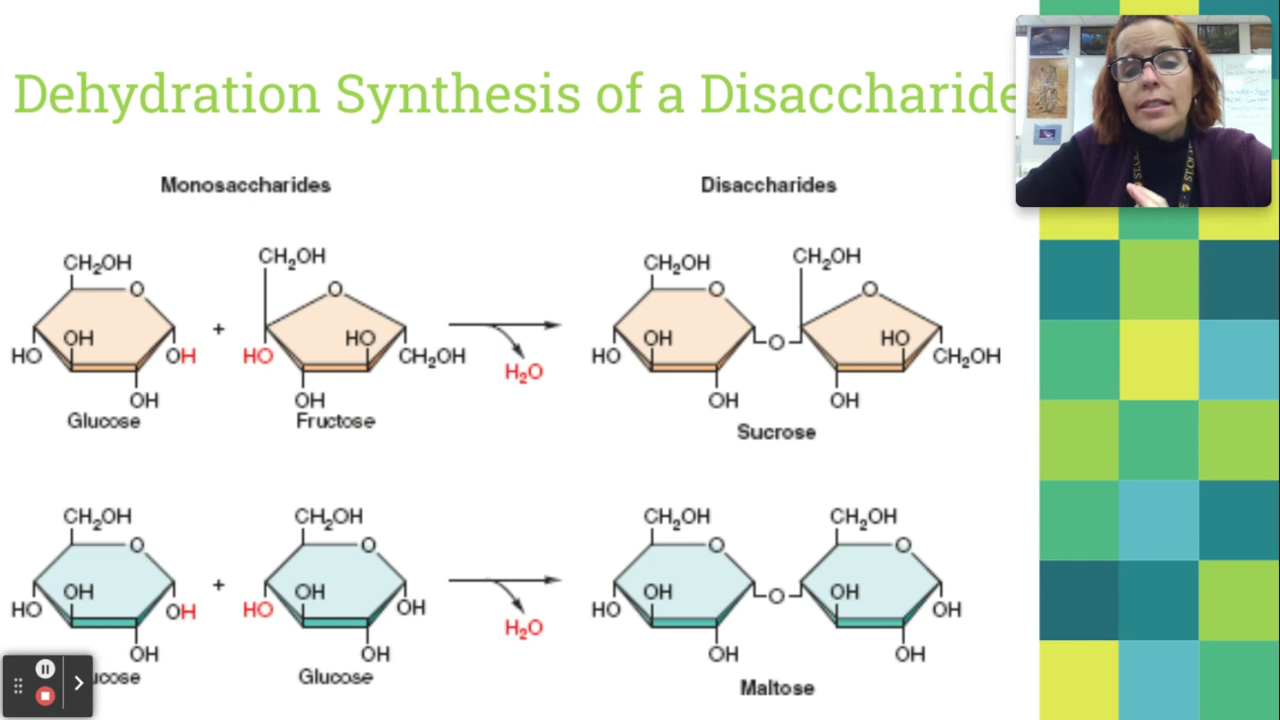 Dehydration Synthesis of a Disaccharide
Monosaccharides
Disaccharides
CH₂OH
O
OH
HO
OH
OH
Glucose
+
CH₂OH
O
HO
HO
CH₂OH
OH
Fructose
H₂O
CH₂OH
O
OH
HO
OH
O
CH₂OH
O
HO
CH₂OH
OH
Sucrose
CH₂OH
O
OH
HO
OH
OH
ucose
+
CH₂OH
O
OH
HO
OH
OH
Glucose
H₂O
CH₂OH
O
OH
HO
OH
O
CH₂OH
O
OH
OH
OH
Maltose